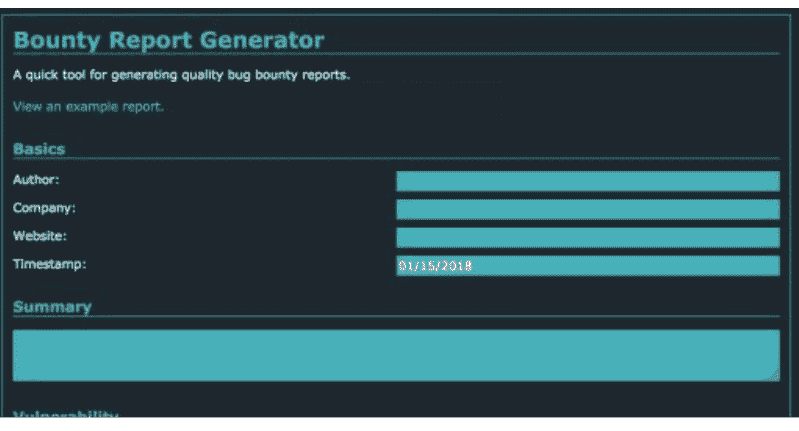 Bounty Report Generator
A quick tool for generating quality bug bounty reports.
View an example report.
Basics
Author:
Company:
Website:
Timestamp: 01/15/2018
Summary
Vulnerability